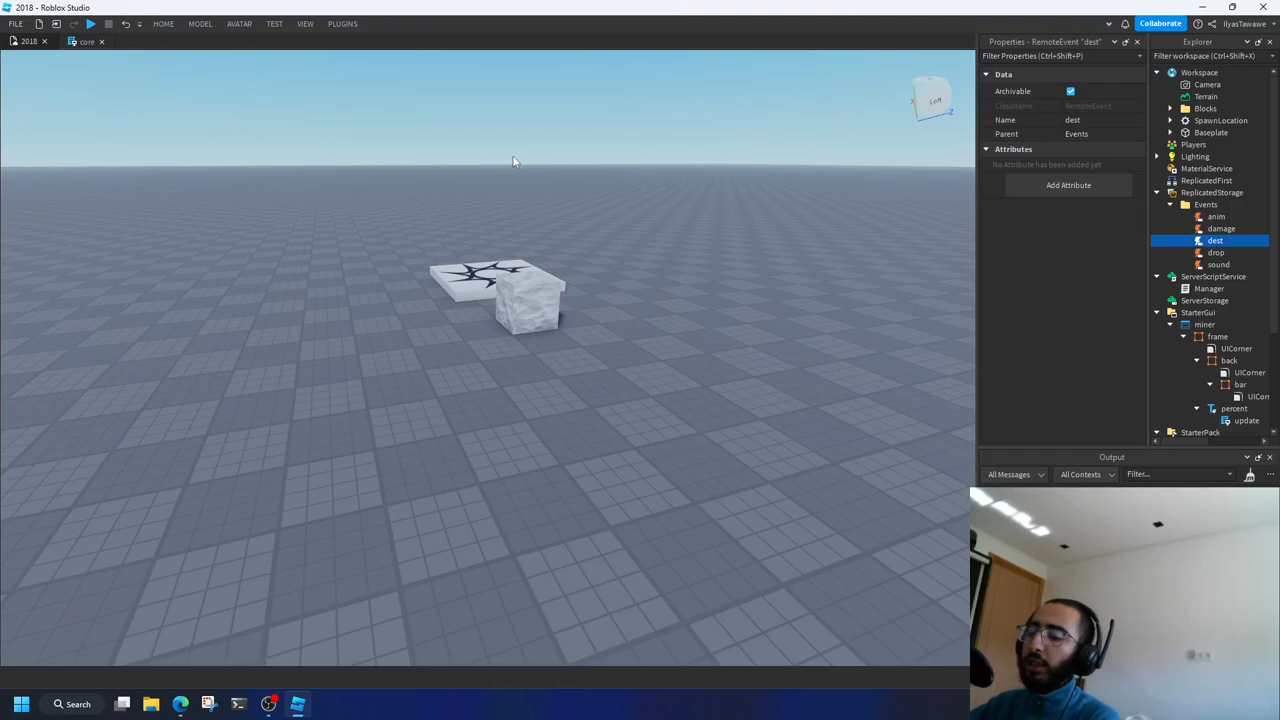 2018 - Roblox Studio
FILE HOME MODEL AVATAR TEST VIEW PLUGINS Collaborate IlyasTawawe
2018 core
Properties - RemoteEvent "dest"
Filter Properties (Ctrl+Shift+P)
Data
Archivable
ClassName RemoteEvent
Name dest
Parent Events
Attributes
No Attribute has been added yet
Add Attribute
Explorer
Filter workspace (Ctrl+Shift+X)
Workspace
Camera
Terrain
Blocks
SpawnLocation
Baseplate
Players
Lighting
MaterialService
ReplicatedFirst
ReplicatedStorage
Events
anim
damage
dest
drop
sound
ServerScriptService
Manager
ServerStorage
StarterGui
miner
frame
UICorner
back
UICorner
bar
UICor
percent
update
StarterPack
Output
All Messages All Contexts Filter...
Left
X Z
Search